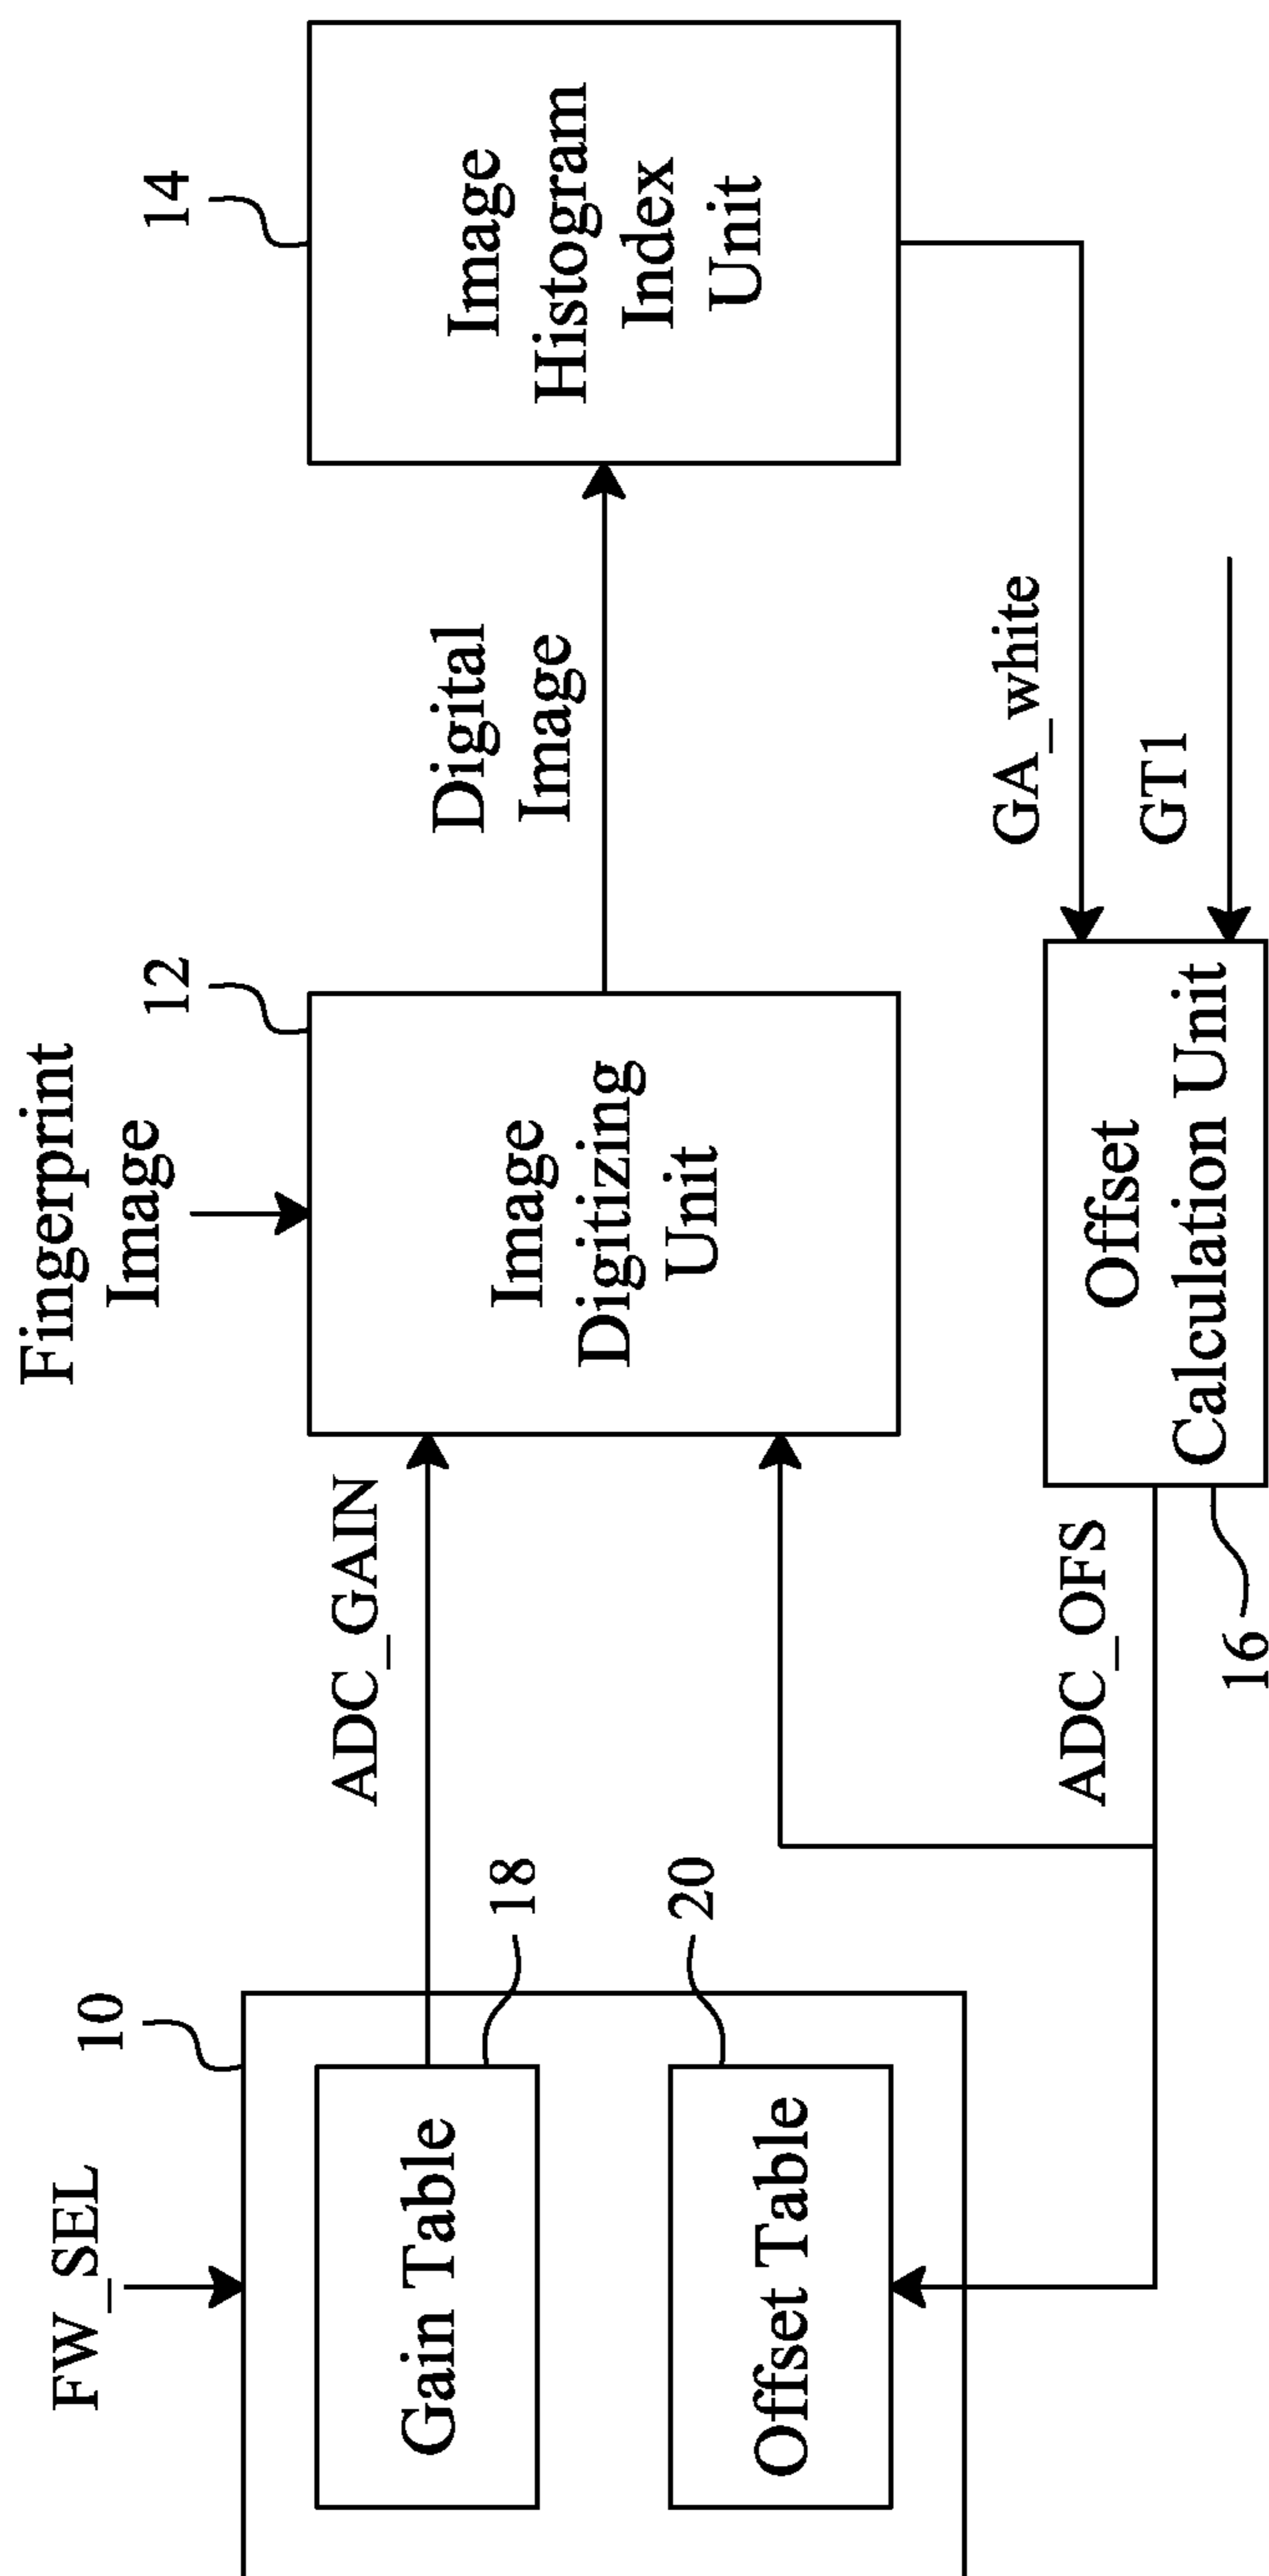 FW_SEL
10
Gain Table
18
Offset Table
20
ADC_GAIN
ADC_OFS
Fingerprint
Image
12
Image
Digitizing
Unit
Digital
Image
14
Image
Histogram
Index
Unit
GA_white
GT1
Offset
Calculation Unit
16